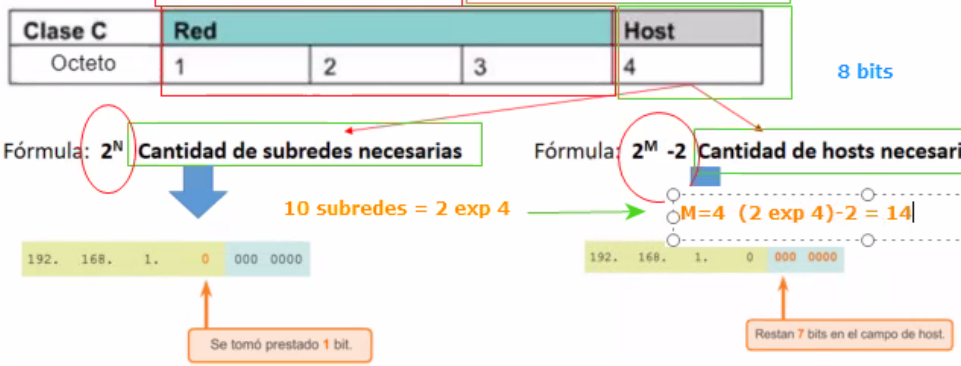 Clase C Red Host
Octeto 1 2 3 4
8 bits
Fórmula: 2ᴺ Cantidad de subredes necesarias
Fórmula: 2ᴹ -2 Cantidad de hosts necesari
10 subredes = 2 exp 4
M=4 (2 exp 4)-2 = 14
192. 168. 1. 0 000 0000
Se tomó prestado 1 bit.
192. 168. 1. 0 000 0000
Restan 7 bits en el campo de host.